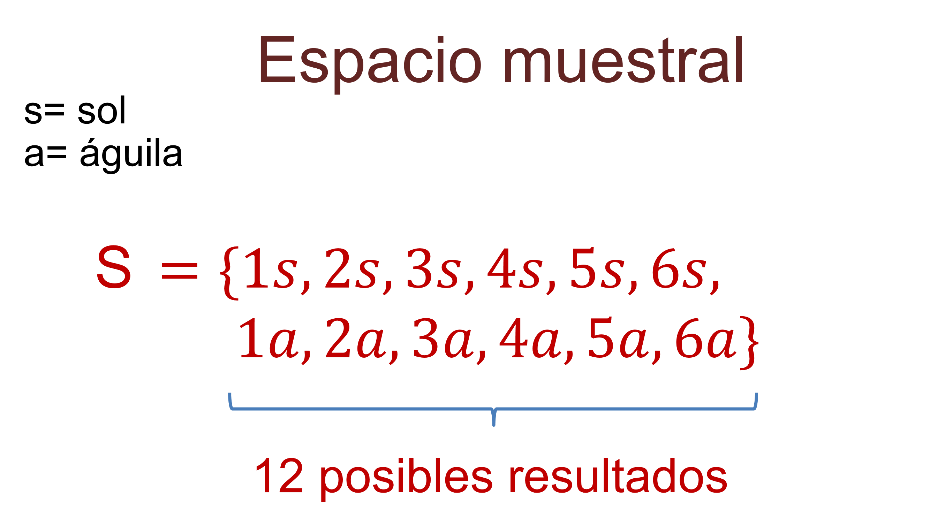 Espacio muestral
s= sol
a= águila
S = {1s, 2s, 3s, 4s, 5s, 6s,
1a, 2a, 3a, 4a, 5a, 6a}
12 posibles resultados